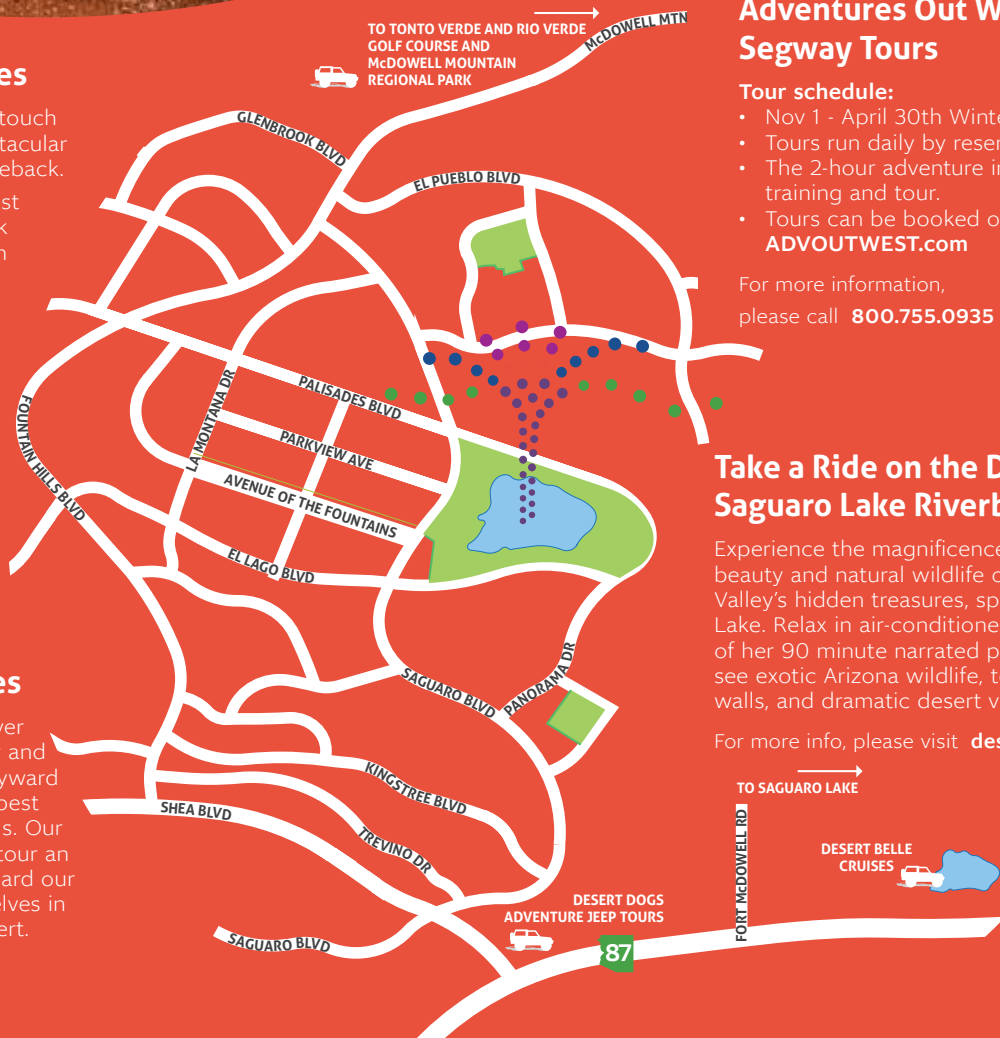 es
touch
tacular
eback.
st
k
n
es
ver
and
yward
best
s. Our
tour an
ard our
elves in
ert.
TO TONTO VERDE AND RIO VERDE
GOLF COURSE AND
McDOWELL MOUNTAIN
REGIONAL PARK
McDOWELL MTN
GLENBROOK BLVD
EL PUEBLO BLVD
FOUNTAIN HILLS BLVD
LA MONTANA DR
PALISADES BLVD
PARKVIEW AVE
AVENUE OF THE FOUNTAINS
EL LAGO BLVD
SAGUARO BLVD
PANORAMA DR
KINGSTREE BLVD
SHEA BLVD
TREVINO DR
SAGUARO BLVD
DESERT DOGS
ADVENTURE JEEP TOURS
87
Adventures Out W
Segway Tours
Tour schedule:
• Nov 1 - April 30th Winte
• Tours run daily by reser
• The 2-hour adventure in
training and tour.
• Tours can be booked o
ADVOUTWEST.com
For more information,
please call 800.755.0935
Take a Ride on the D
Saguaro Lake Riverb
Experience the magnificence
beauty and natural wildlife o
Valley's hidden treasures, sp
Lake. Relax in air-conditione
of her 90 minute narrated p
see exotic Arizona wildlife, to
walls, and dramatic desert v
For more info, please visit des
TO SAGUARO LAKE
FORT McDOWELL RD
DESERT BELLE
CRUISES